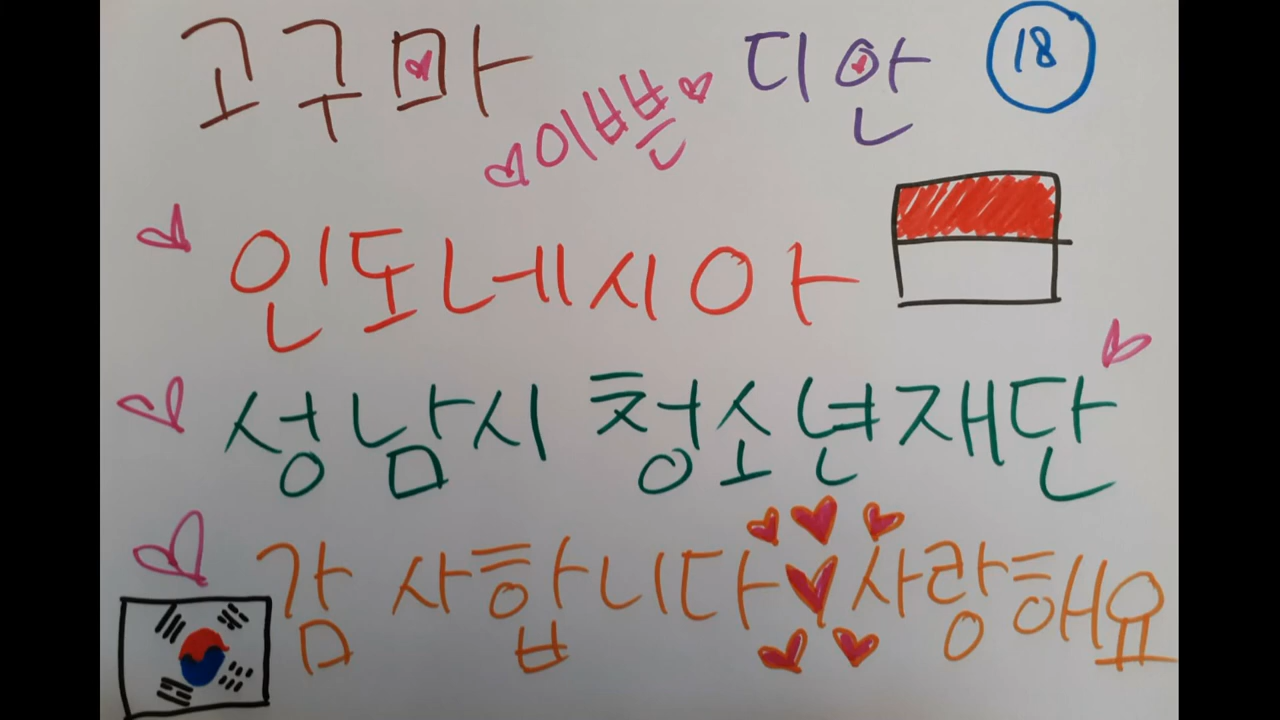 고구마 이쁜 디안 18
인도네시아
성남시 청소년재단
감사합니다 사랑해요